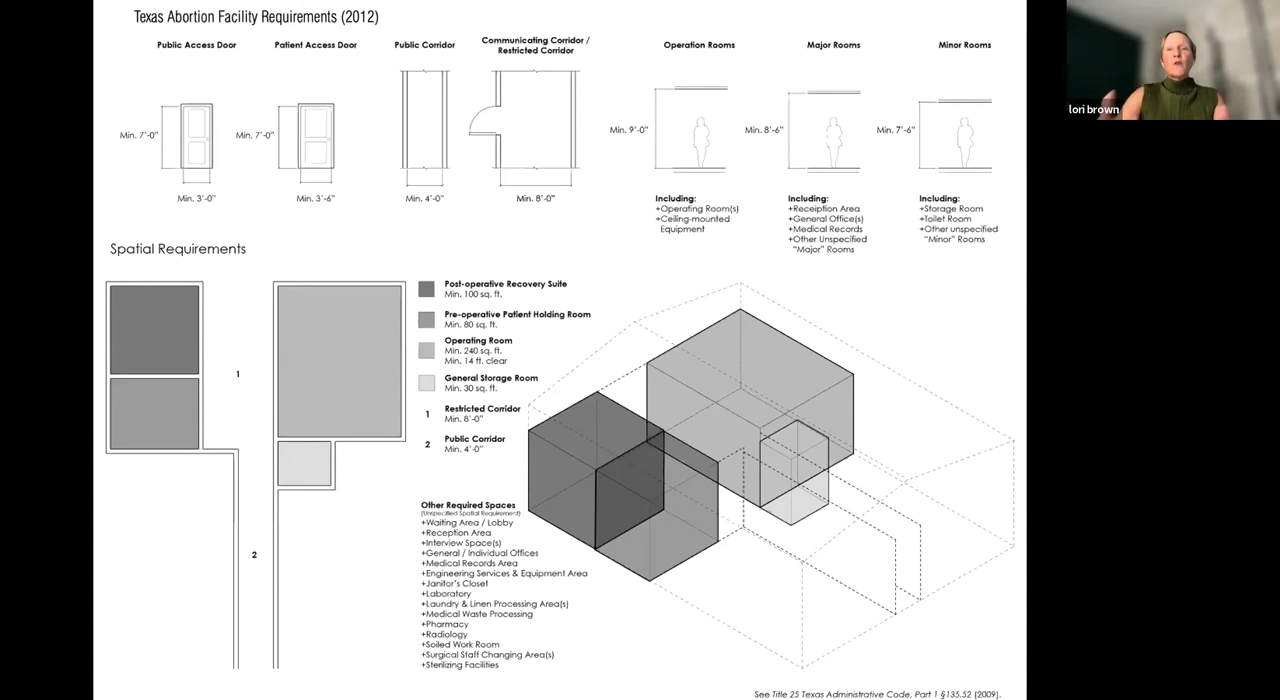 Texas Abortion Facility Requirements (2012)
Public Access Door
Patient Access Door
Public Corridor
Communicating Corridor /
Restricted Corridor
Operation Rooms
Major Rooms
Minor Rooms
Min. 7'-0"
Min. 7'-0"
Min. 9'-0"
Min. 8'-6"
Min. 7'-6"
Min. 3'-0"
Min. 3'-6"
Min. 4'-0"
Min. 8'-0"
Including:
+Operating Room(s)
+Ceiling-mounted
Equipment
Including:
+Receiption Area
+General Office(s)
+Medical Records
+Other Unspecified
"Major" Rooms
Including:
+Storage Room
+Toilet Room
+Other unspecified
"Minor" Rooms
Spatial Requirements
1
2
Post-operative Recovery Suite
Min. 100 sq. ft.
Pre-operative Patient Holding Room
Min. 80 sq. ft.
Operating Room
Min. 240 sq. ft.
Min. 14 ft. clear
General Storage Room
Min. 30 sq. ft.
1 Restricted Corridor
Min. 8'-0"
2 Public Corridor
Min. 4'-0"
Other Required Spaces
(Unspecified Spatial Requirement)
+Waiting Area / Lobby
+Reception Area
+Interview Space(s)
+General / Individual Offices
+Medical Records Area
+Engineering Services & Equipment Area
+Janitor's Closet
+Laboratory
+Laundry & Linen Processing Area(s)
+Medical Waste Processing
+Pharmacy
+Radiology
+Soiled Work Room
+Surgical Staff Changing Area(s)
+Sterilizing Facilities
See Title 25 Texas Administrative Code, Part 1 §135.52 (2009).
lori brown